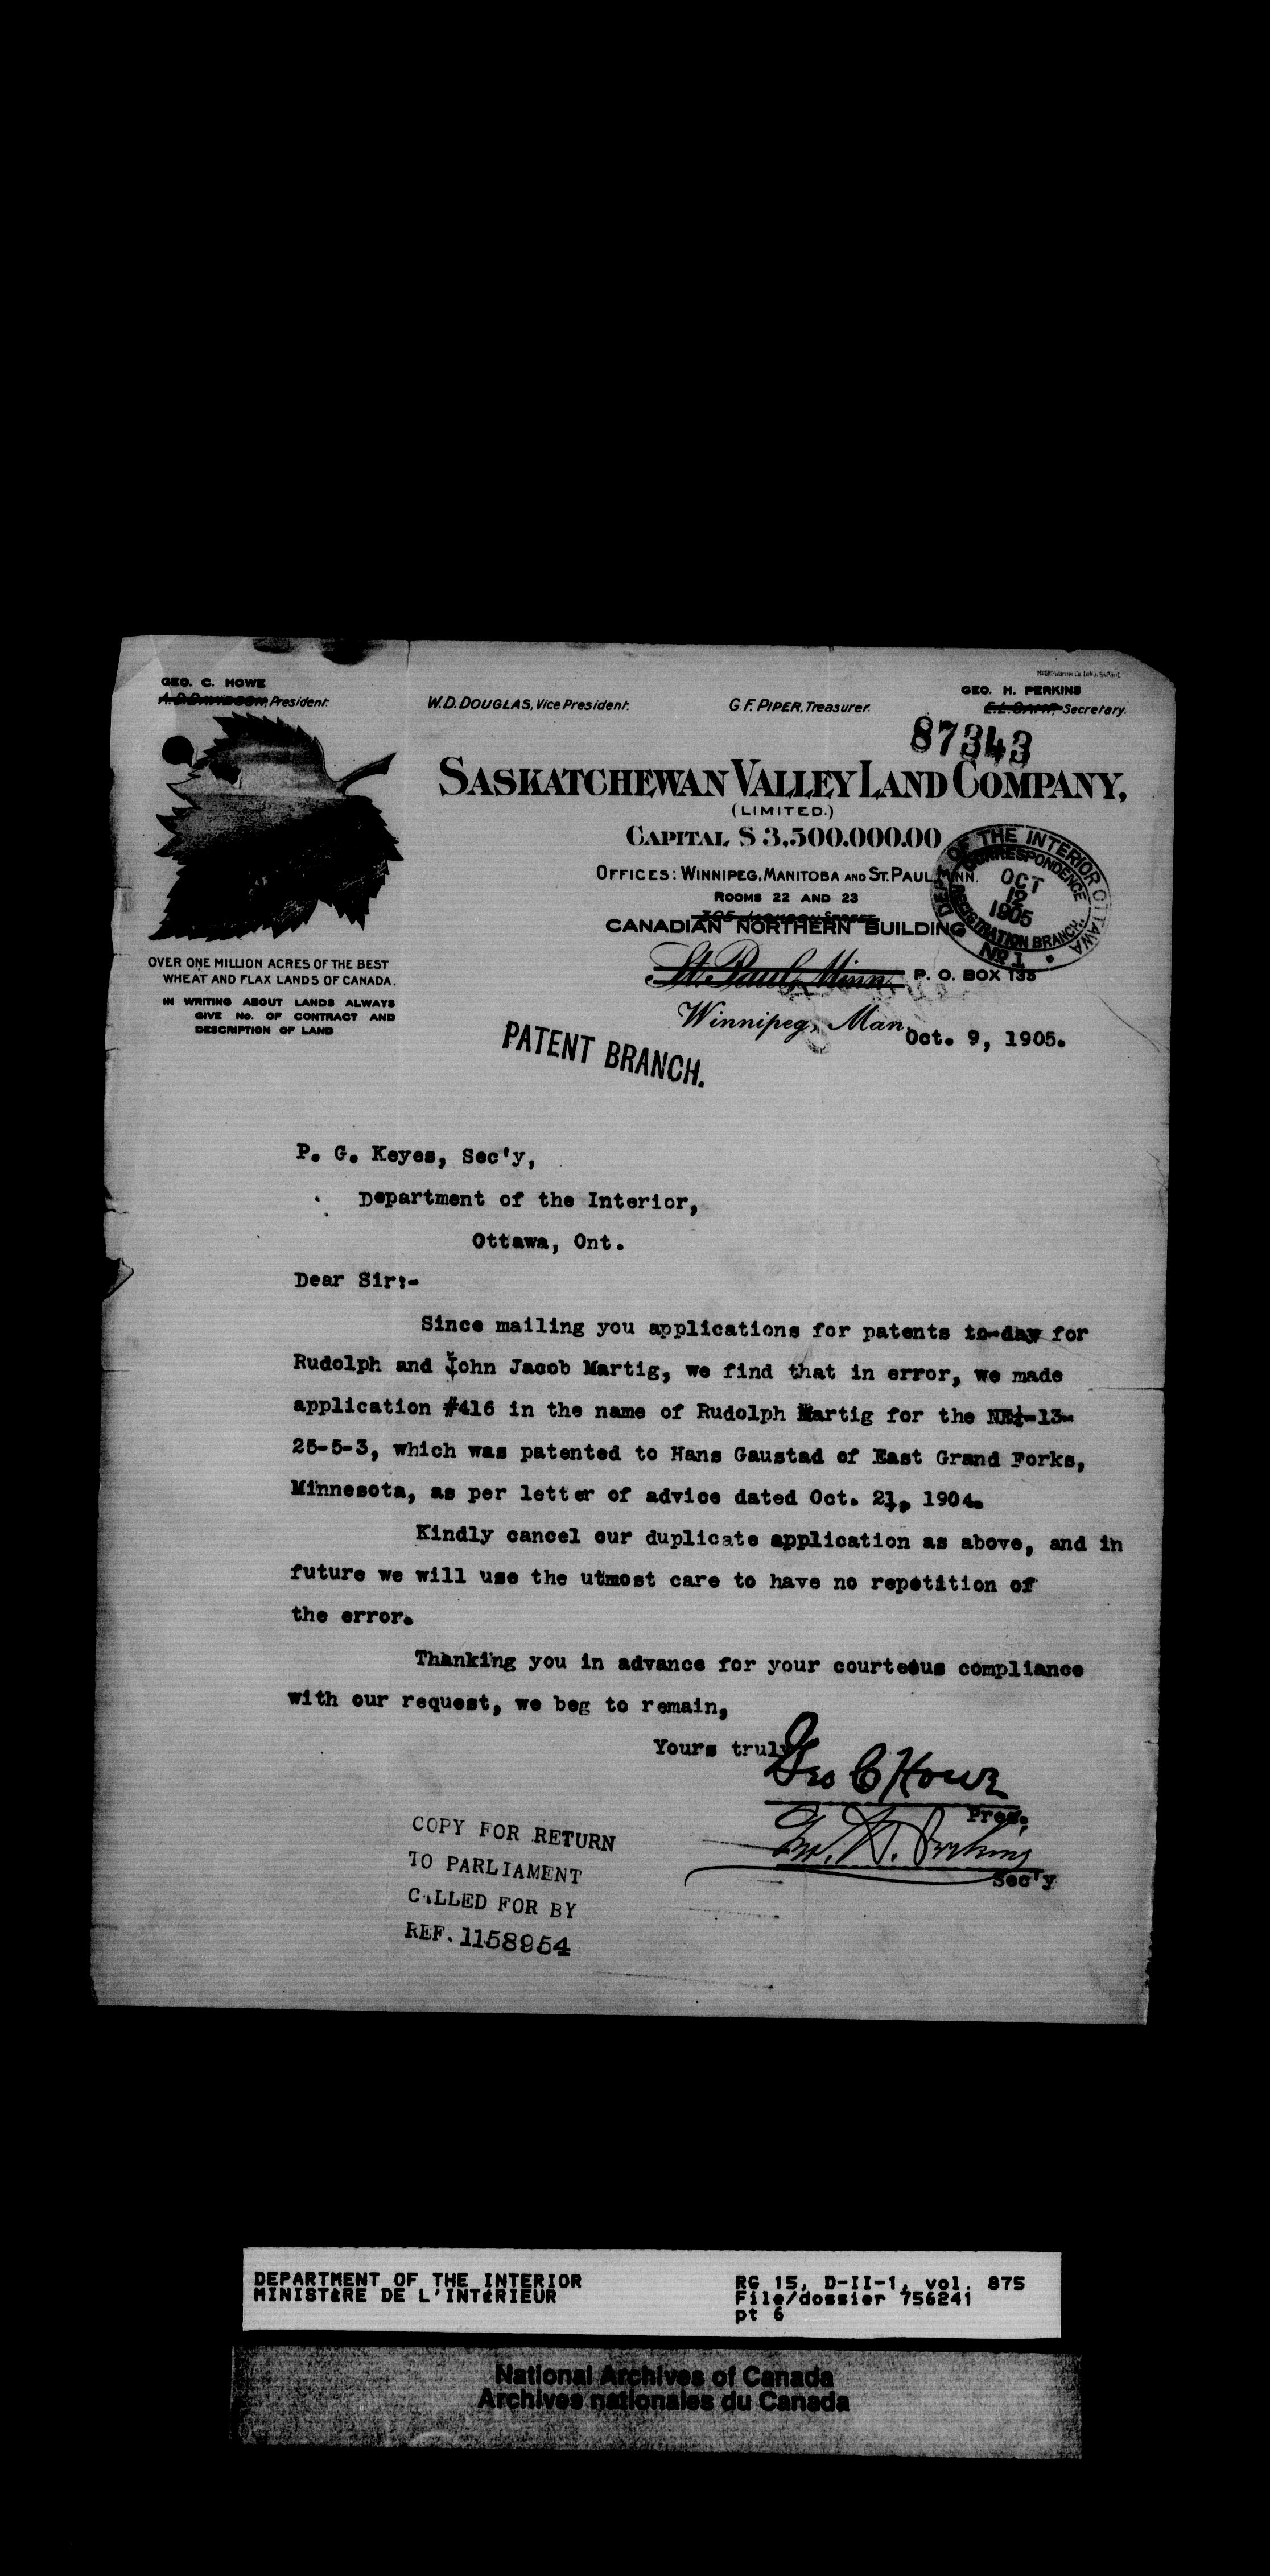 GEO. C. HOWE
A. D. DAVIDSON, President.
W. D. DOUGLAS, Vice President.
G. F. PIPER, Treasurer.
GEO. H. PERKINS
E. L. CAMP, Secretary.
87343
SASKATCHEWAN VALLEY LAND COMPANY,
(LIMITED.)
CAPITAL $ 3,500.000.00
OFFICES: WINNIPEG, MANITOBA AND ST. PAUL, MINN.
ROOMS 22 AND 23
CANADIAN NORTHERN BUILDING
St. Paul, Minn. P. O. BOX 135
Winnipeg, Man. Oct. 9, 1905.
DEPT OF THE INTERIOR OTTAWA
CORRESPONDENCE
OCT
12
1905
REGISTRATION BRANCH.
No 1
OVER ONE MILLION ACRES OF THE BEST
WHEAT AND FLAX LANDS OF CANADA.
IN WRITING ABOUT LANDS ALWAYS
GIVE No. OF CONTRACT AND
DESCRIPTION OF LAND
PATENT BRANCH.
P. G. Keyes, Sec'y,
Department of the Interior,
Ottawa, Ont.
Dear Sir:-
Since mailing you applications for patents to-day for
Rudolph and John Jacob Martig, we find that in error, we made
application #416 in the name of Rudolph Martig for the NE¼-13-
25-5-3, which was patented to Hans Gaustad of East Grand Forks,
Minnesota, as per letter of advice dated Oct. 21, 1904.
Kindly cancel our duplicate application as above, and in
future we will use the utmost care to have no repetition of
the error.
Thanking you in advance for your courteous compliance
with our request, we beg to remain,
Yours truly,
Geo C Howe
Pres.
Geo. H. Perkins
Sec'y
COPY FOR RETURN
TO PARLIAMENT
CALLED FOR BY
REF. 1158954
DEPARTMENT OF THE INTERIOR
MINISTÈRE DE L'INTÉRIEUR
RG 15, D-II-1, vol. 875
File/dossier 756241
pt 6
National Archives of Canada
Archives nationales du Canada